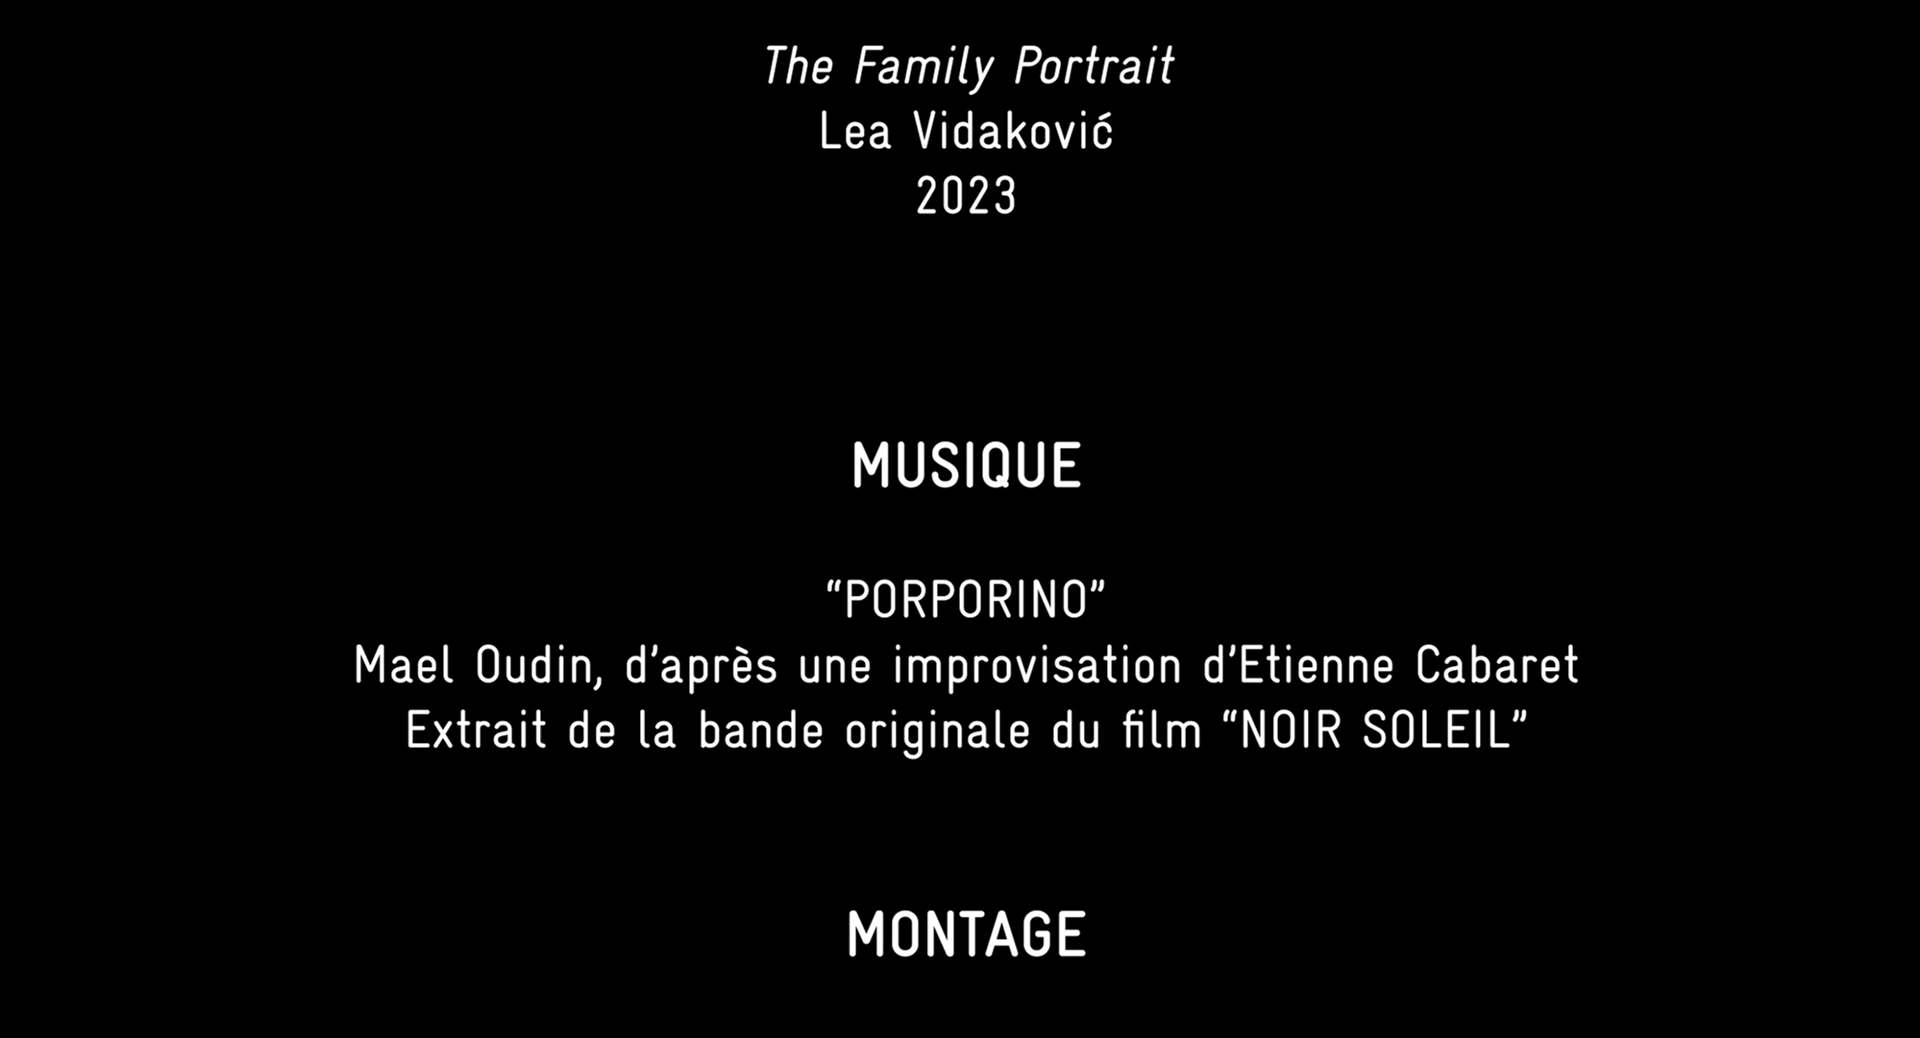 The Family Portrait
Lea Vidaković
2023
MUSIQUE
“PORPORINO”
Mael Oudin, d’après une improvisation d’Etienne Cabaret
Extrait de la bande originale du film “NOIR SOLEIL”
MONTAGE